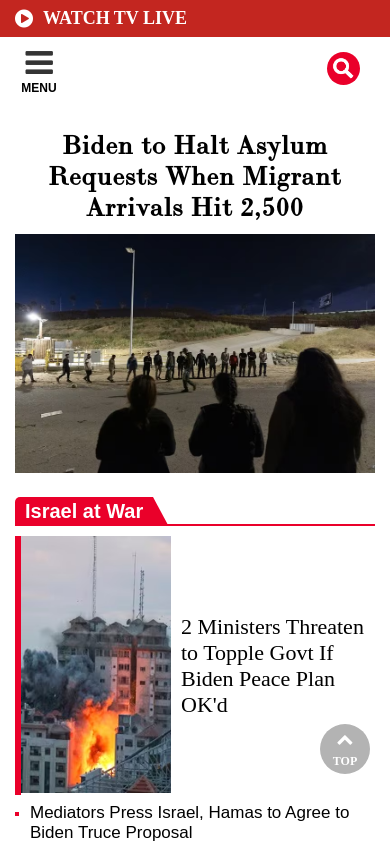 WATCH TV LIVE
MENU
Biden to Halt Asylum
Requests When Migrant
Arrivals Hit 2,500
Israel at War
2 Ministers Threaten
to Topple Govt If
Biden Peace Plan
OK'd
TOP
Mediators Press Israel, Hamas to Agree to
Biden Truce Proposal